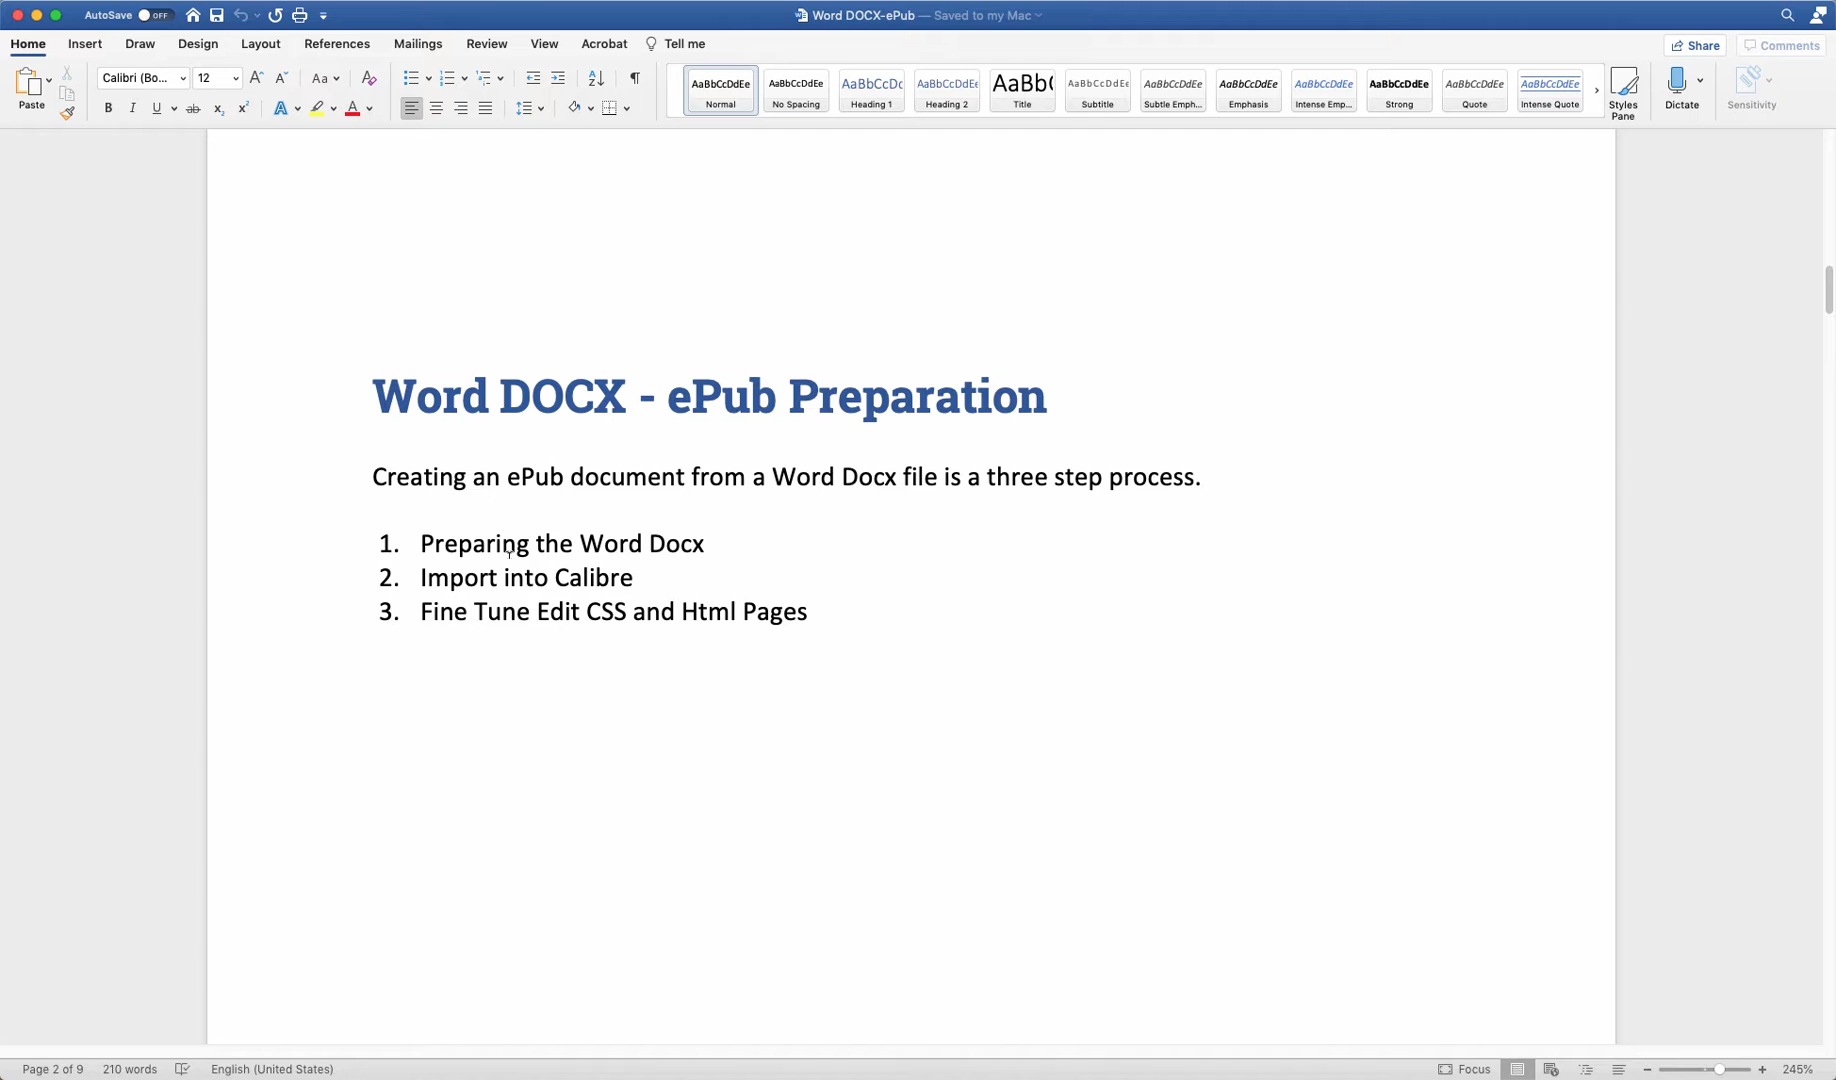 AutoSave OFF Word DOCX-ePub — Saved to my Mac
Home Insert Draw Design Layout References Mailings Review View Acrobat Tell me Share Comments
Paste Calibri (Bo... 12 Aa
AaBbCcDdEe AaBbCcDdEe AaBbCcDc AaBbCcDdEe AaBb( AaBbCcDdEe AaBbCcDdEe AaBbCcDdEe AaBbCcDdEe AaBbCcDdEe AaBbCcDdEe AaBbCcDdEe
Normal No Spacing Heading 1 Heading 2 Title Subtitle Subtle Emph... Emphasis Intense Emp... Strong Quote Intense Quote
Styles Pane Dictate Sensitivity
Word DOCX - ePub Preparation
Creating an ePub document from a Word Docx file is a three step process.
1. Preparing the Word Docx
2. Import into Calibre
3. Fine Tune Edit CSS and Html Pages
Page 2 of 9 210 words English (United States) Focus 245%